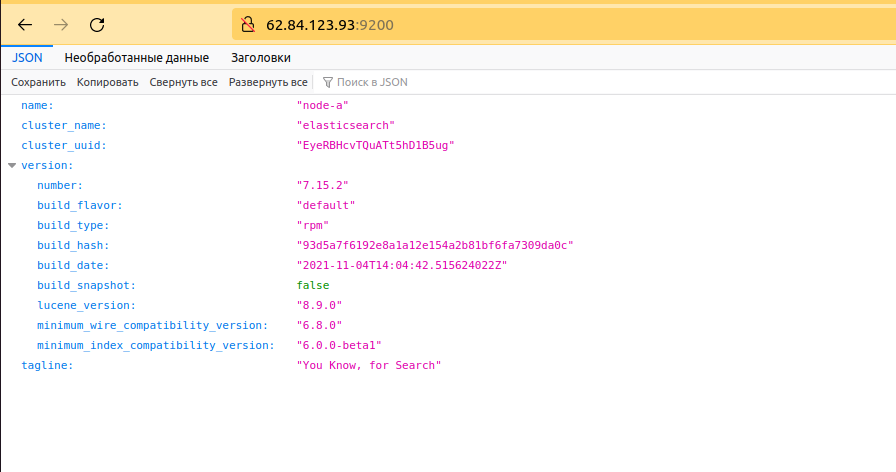 62.84.123.93:9200
JSON Необработанные данные Заголовки
Сохранить Копировать Свернуть все Развернуть все Поиск в JSON
name: "node-a"
cluster_name: "elasticsearch"
cluster_uuid: "EyeRBHcvTQuATt5hD1B5ug"
version:
number: "7.15.2"
build_flavor: "default"
build_type: "rpm"
build_hash: "93d5a7f6192e8a1a12e154a2b81bf6fa7309da0c"
build_date: "2021-11-04T14:04:42.515624022Z"
build_snapshot: false
lucene_version: "8.9.0"
minimum_wire_compatibility_version: "6.8.0"
minimum_index_compatibility_version: "6.0.0-beta1"
tagline: "You Know, for Search"